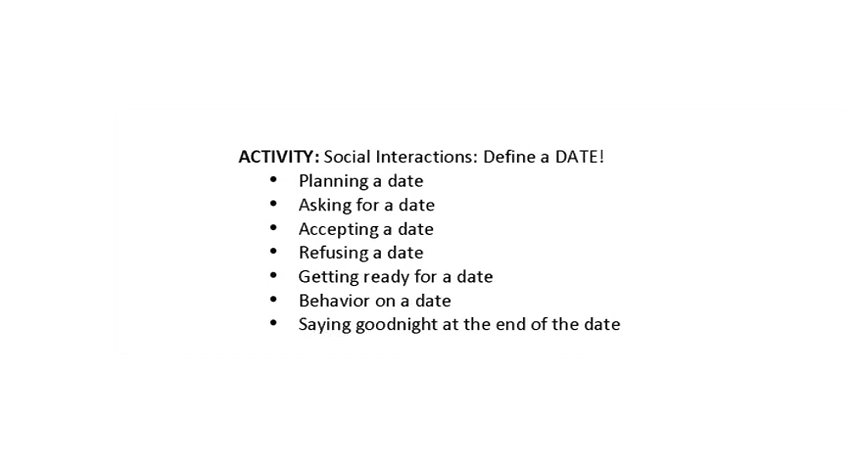 ACTIVITY: Social Interactions: Define a DATE!
• Planning a date
• Asking for a date
• Accepting a date
• Refusing a date
• Getting ready for a date
• Behavior on a date
• Saying goodnight at the end of the date